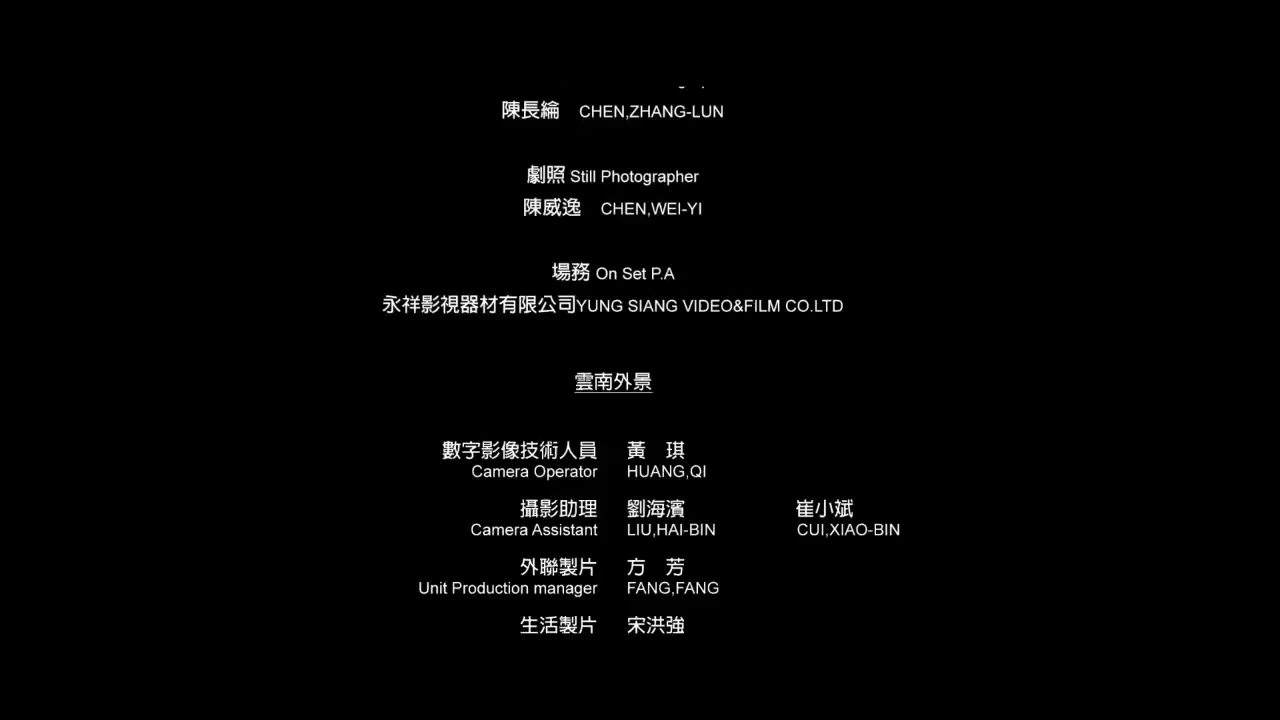 陳長綸 CHEN,ZHANG-LUN
劇照 Still Photographer
陳威逸 CHEN,WEI-YI
場務 On Set P.A
永祥影視器材有限公司YUNG SIANG VIDEO&FILM CO.LTD
雲南外景
數字影像技術人員 黃 琪
Camera Operator HUANG,QI
攝影助理 劉海濱 崔小斌
Camera Assistant LIU,HAI-BIN CUI,XIAO-BIN
外聯製片 方 芳
Unit Production manager FANG,FANG
生活製片 宋洪強